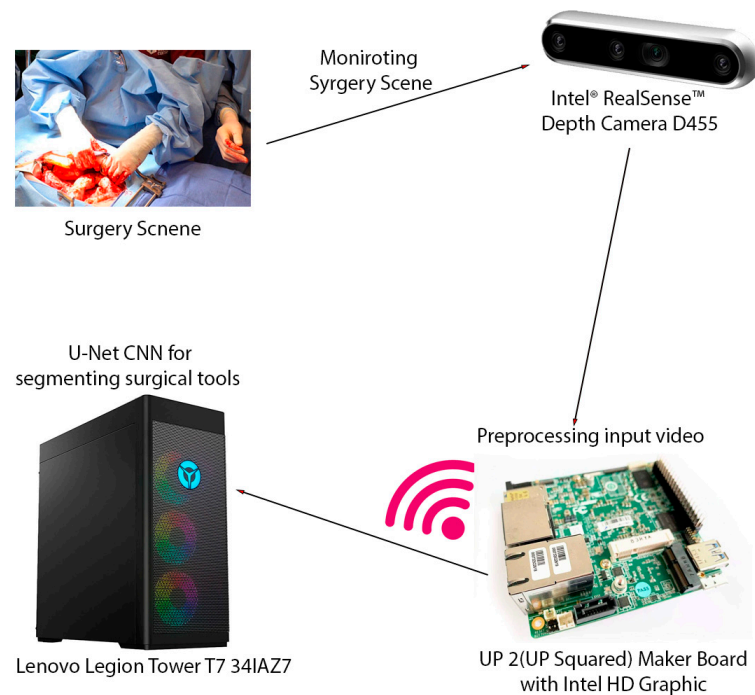 Moniroting
Syrgery Scene
Intel® RealSense™
Depth Camera D455
Surgery Scnene
U-Net CNN for
segmenting surgical tools
Preprocessing input video
Lenovo Legion Tower T7 34IAZ7
UP 2(UP Squared) Maker Board
with Intel HD Graphic